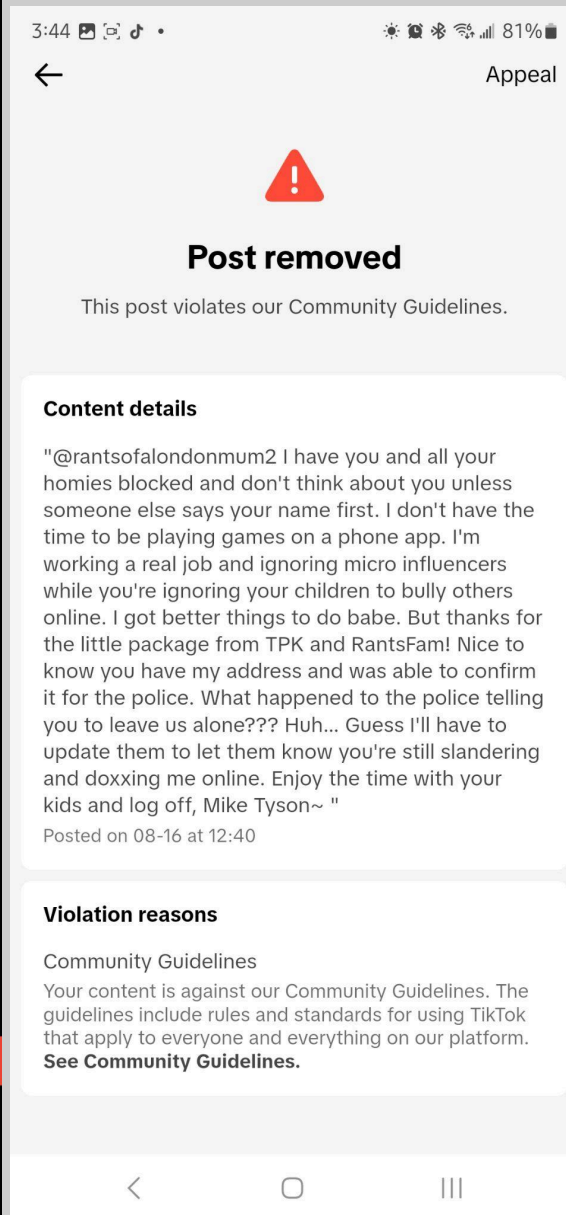 3:44
81%
Appeal
Post removed
This post violates our Community Guidelines.
Content details
"@rantsofalondonmum2 I have you and all your
homies blocked and don't think about you unless
someone else says your name first. I don't have the
time to be playing games on a phone app. I'm
working a real job and ignoring micro influencers
while you're ignoring your children to bully others
online. I got better things to do babe. But thanks for
the little package from TPK and RantsFam! Nice to
know you have my address and was able to confirm
it for the police. What happened to the police telling
you to leave us alone??? Huh... Guess I'll have to
update them to let them know you're still slandering
and doxxing me online. Enjoy the time with your
kids and log off, Mike Tyson~ "
Posted on 08-16 at 12:40
Violation reasons
Community Guidelines
Your content is against our Community Guidelines. The
guidelines include rules and standards for using TikTok
that apply to everyone and everything on our platform.
See Community Guidelines.